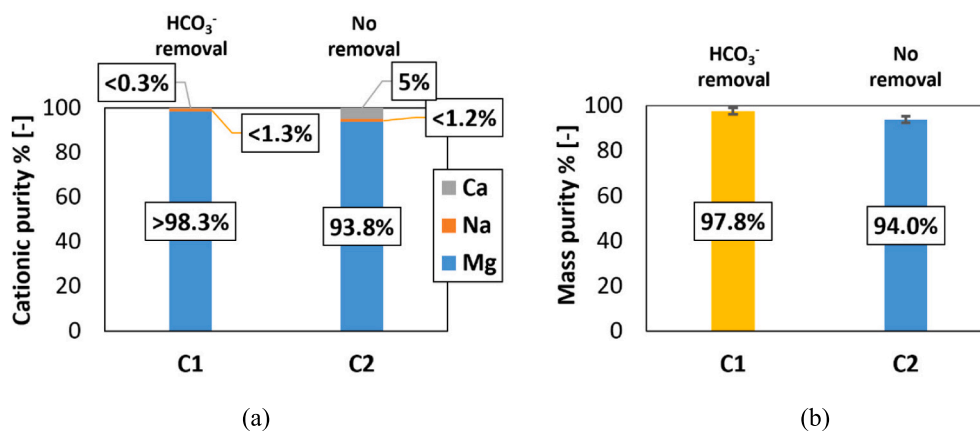 HCO₃⁻
removal
No
removal
<0.3%
5%
<1.3%
<1.2%
Cationic purity % [-]
100
80
60
40
20
0
>98.3%
93.8%
Ca
Na
Mg
C1
C2
(a)
HCO₃⁻
removal
No
removal
Mass purity % [-]
100
80
60
40
20
0
97.8%
94.0%
C1
C2
(b)